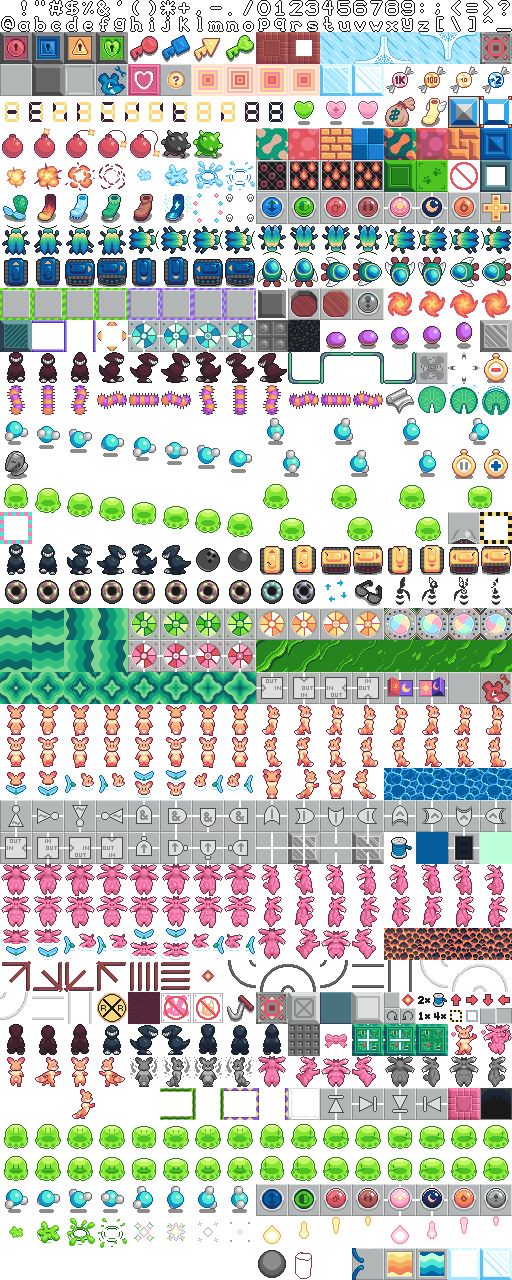 !"#$%&'()*+,-./0123456789:;<=>?
@abcdefghijklmnopqrstuvwxyz[\]^_
1K 100 10 +2
$
OUT IN IN OUT OUT IN IN OUT
& & & &
OUT IN IN OUT OUT IN IN OUT
2×
R R 1× 4×